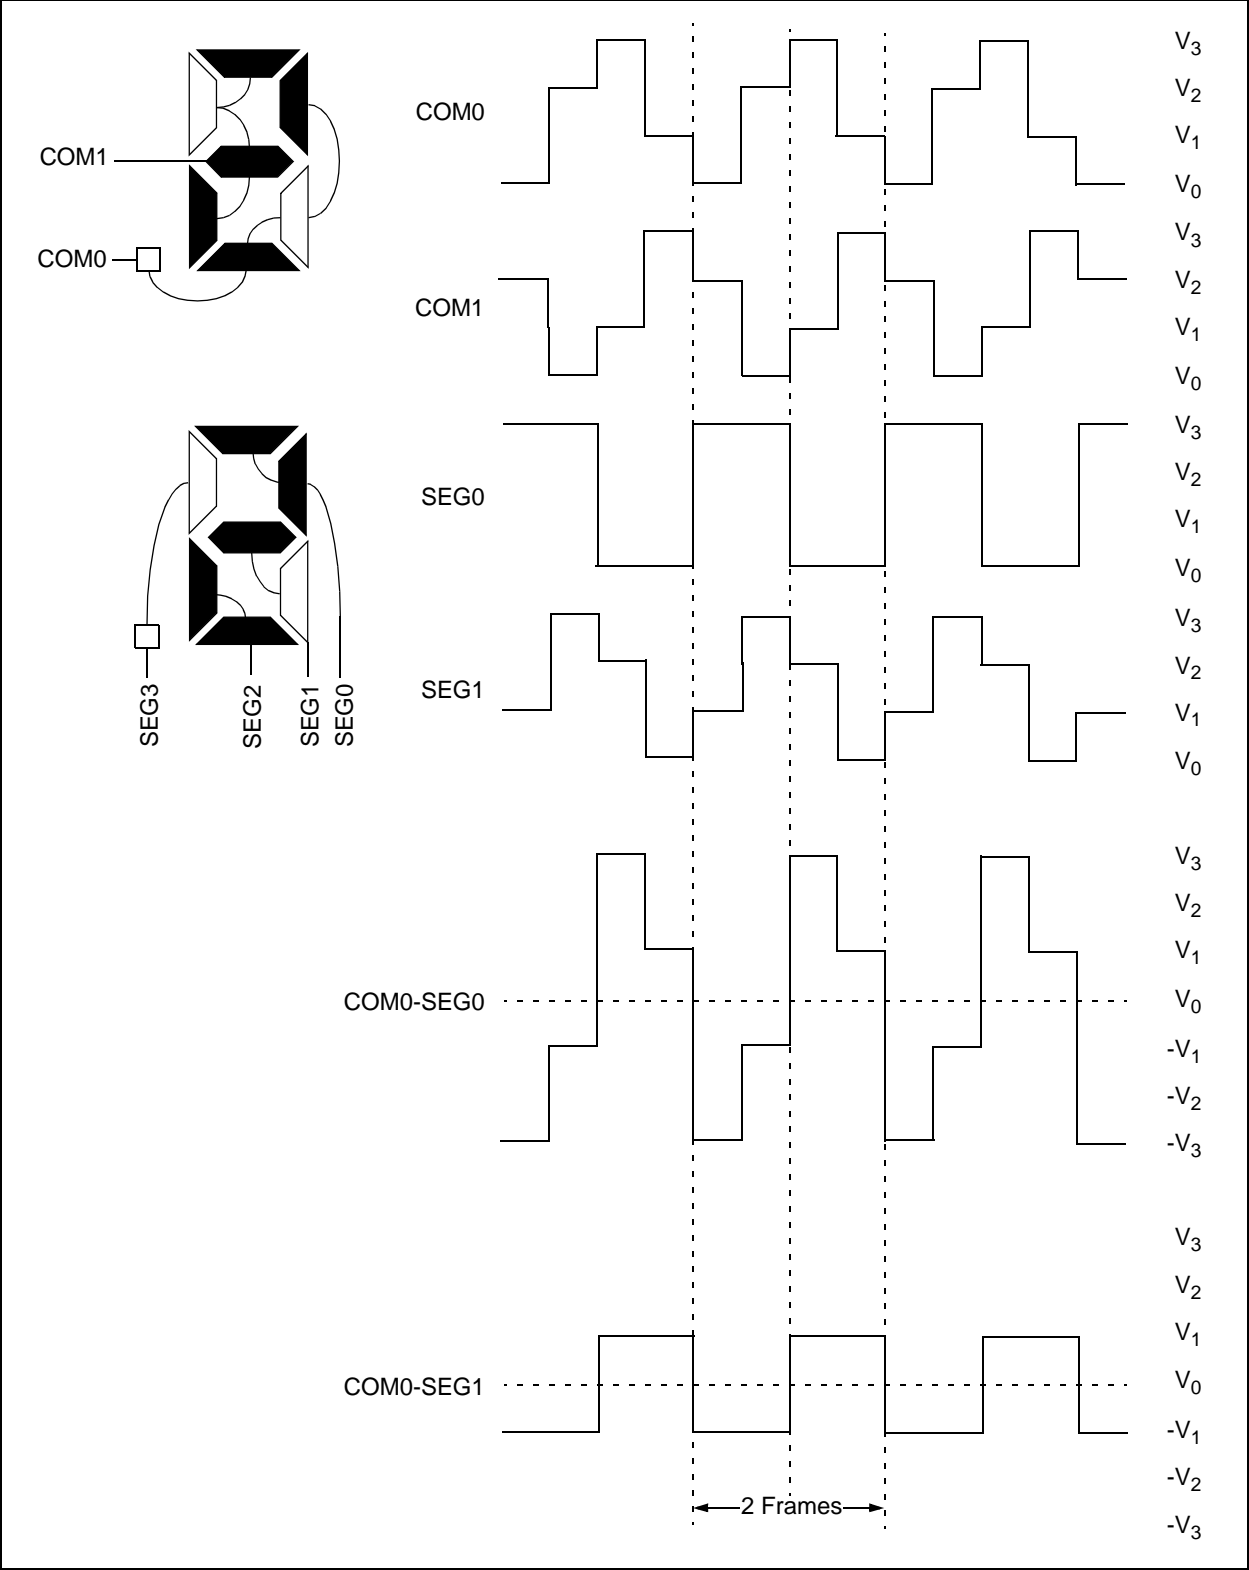 COM0
V3
V2
V1
V0
COM1
COM0
COM1
V3
V2
V1
V0
SEG0
V3
V2
V1
V0
SEG3
SEG2
SEG1
SEG0
SEG1
V3
V2
V1
V0
COM0-SEG0
V3
V2
V1
V0
-V1
-V2
-V3
COM0-SEG1
V3
V2
V1
V0
-V1
-V2
-V3
2 Frames